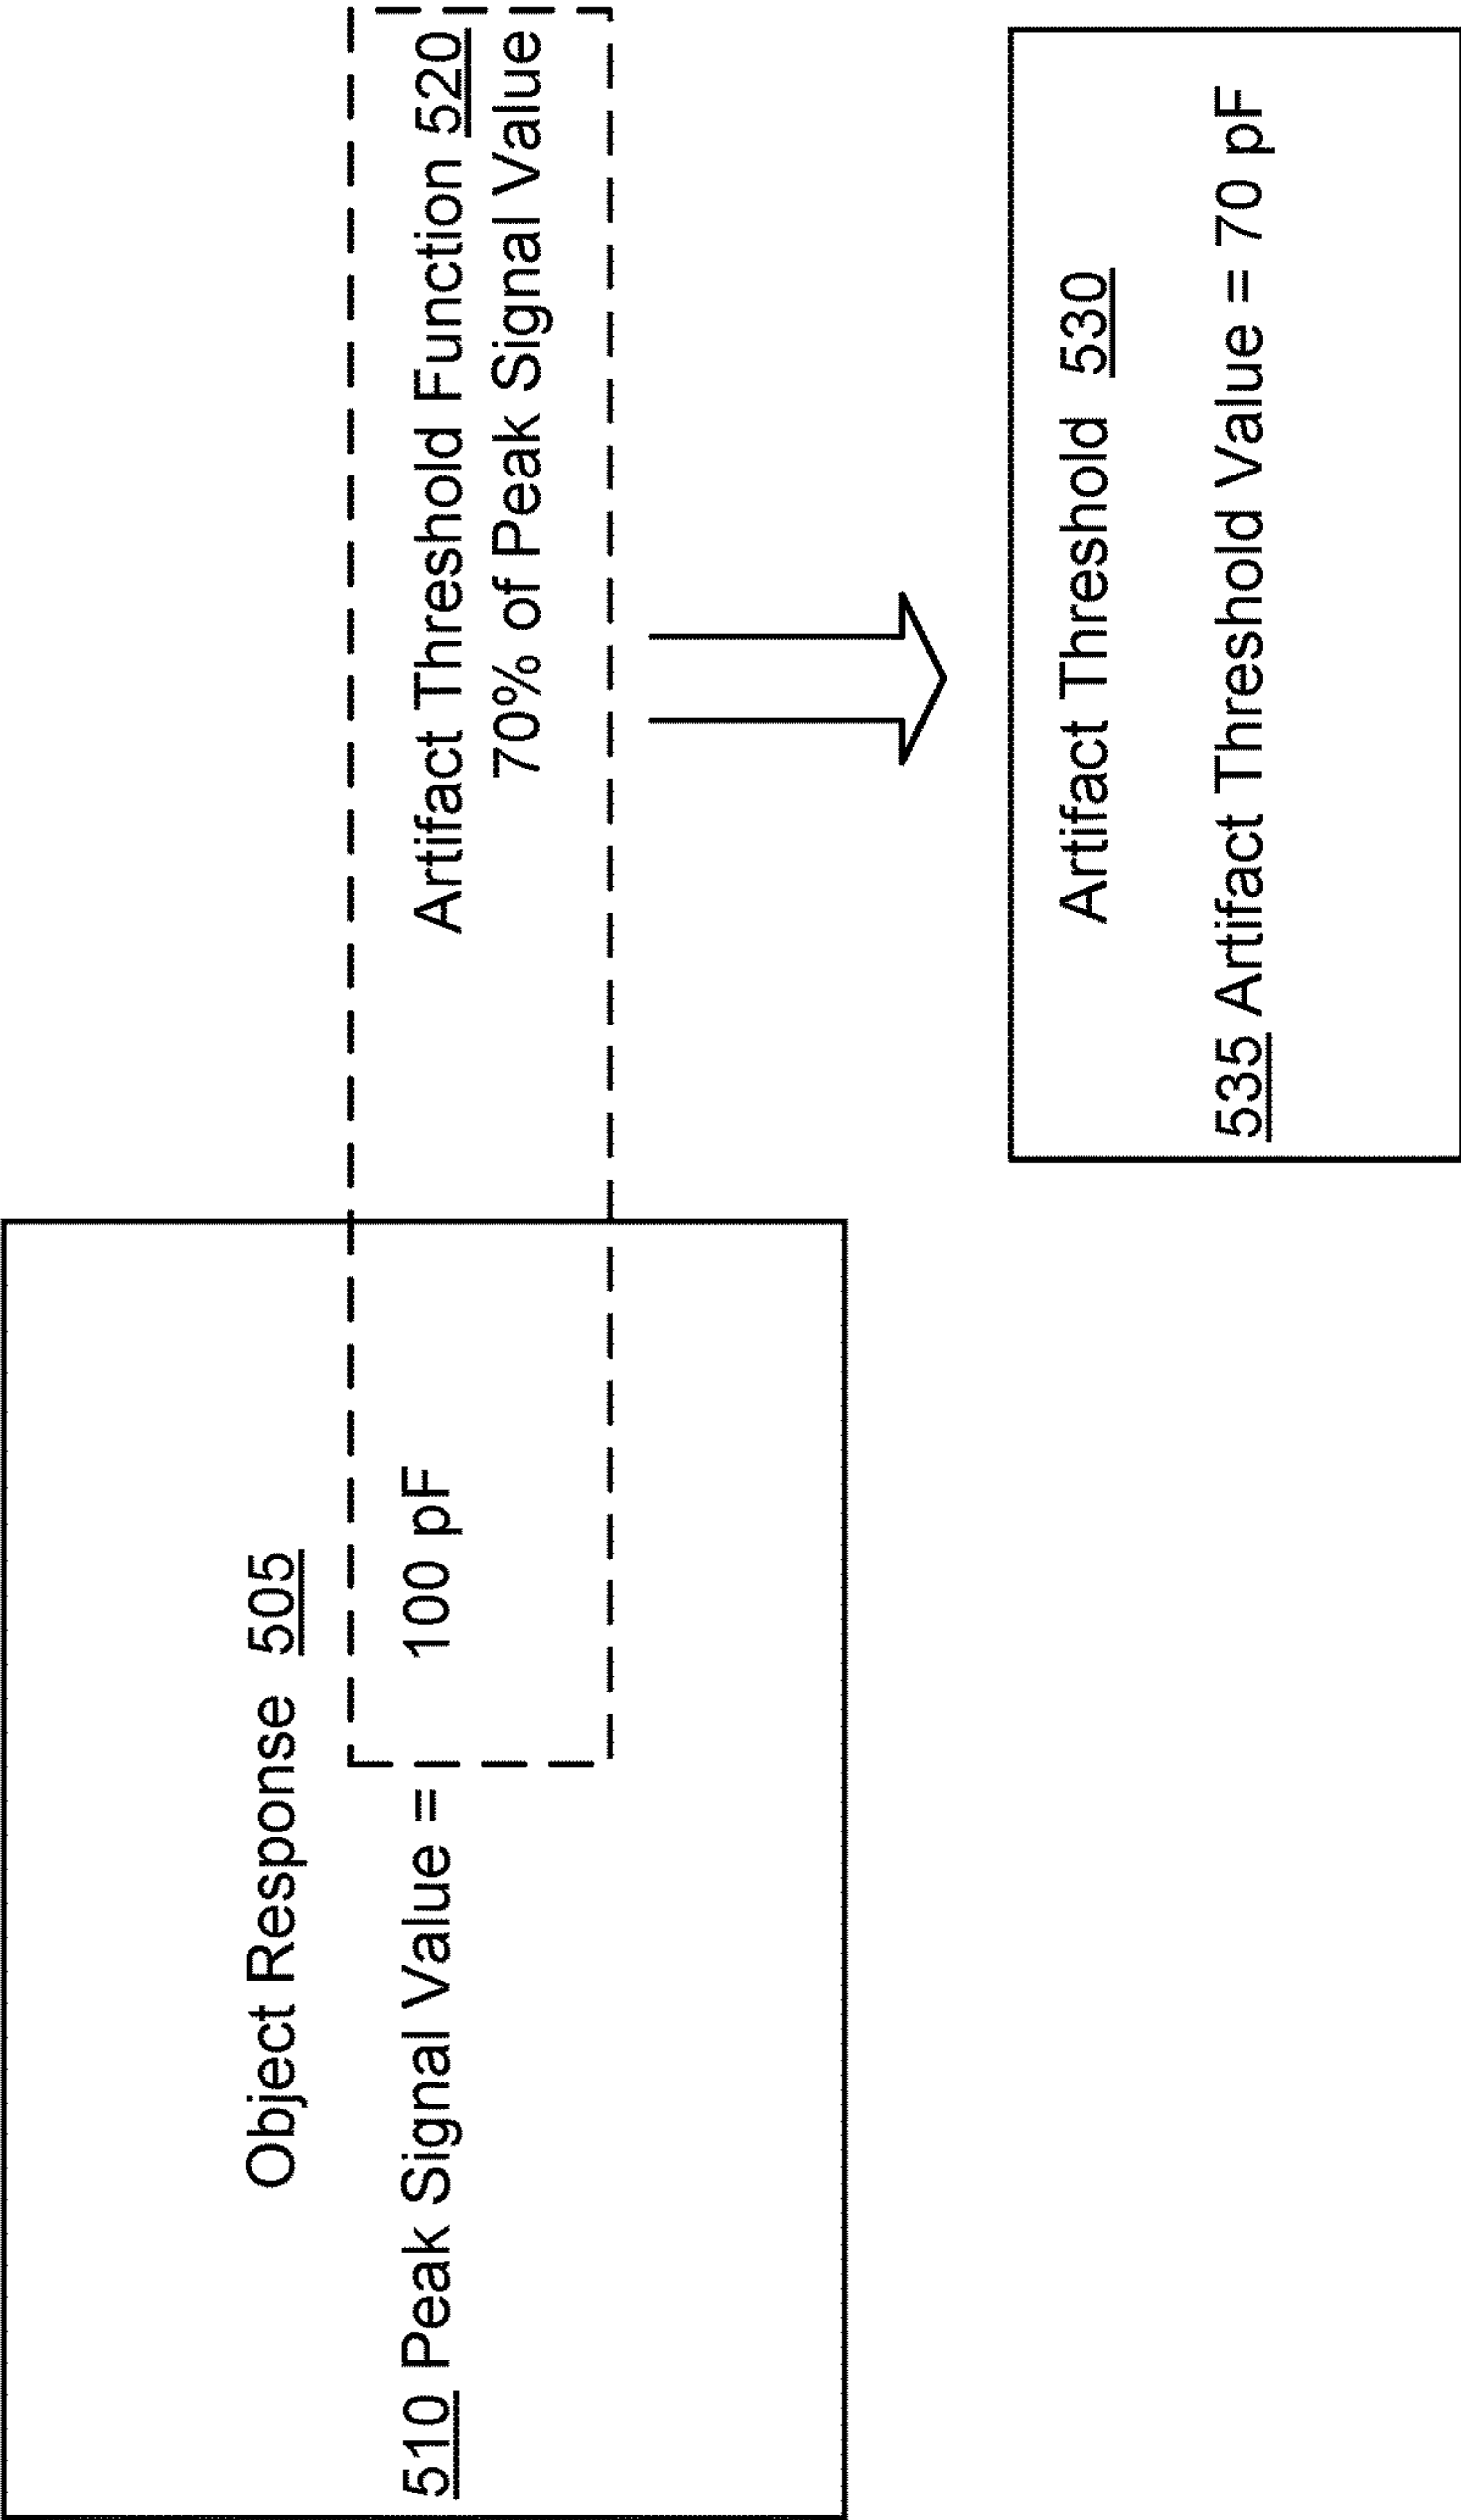 Object Response 505
510 Peak Signal Value = 100 pF
Artifact Threshold Function 520
70% of Peak Signal Value
Artifact Threshold 530
535 Artifact Threshold Value = 70 pF